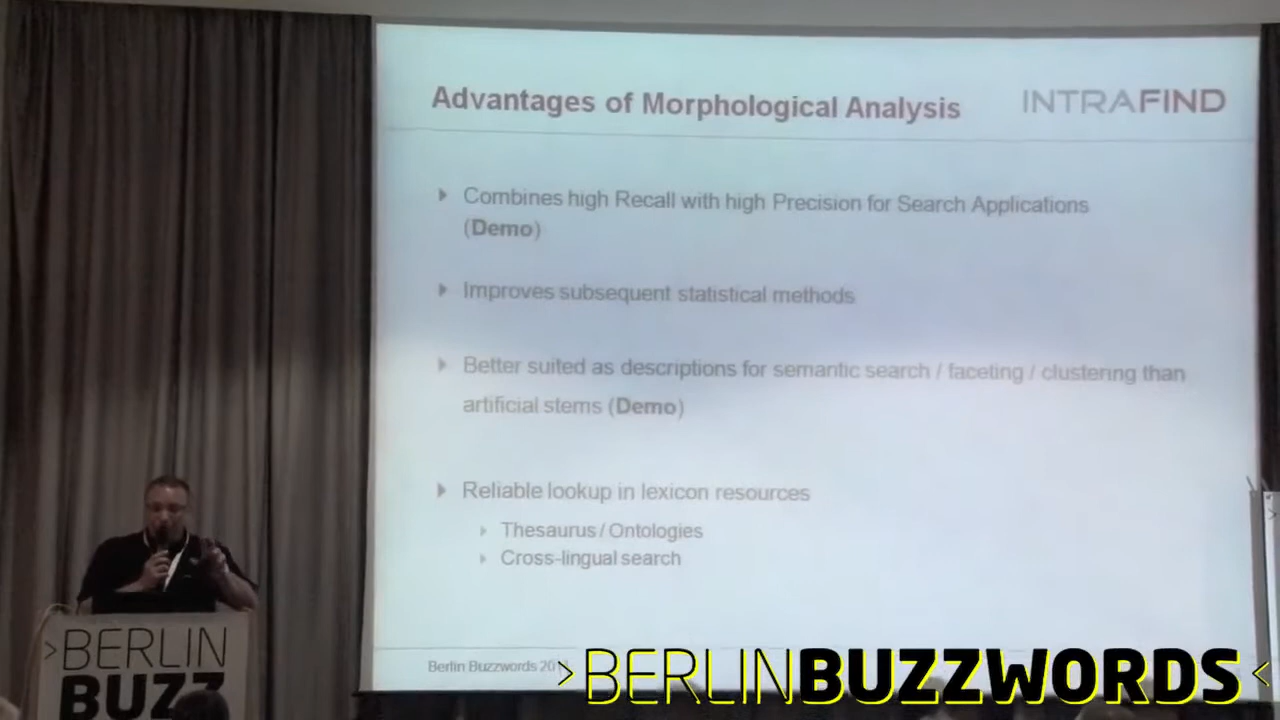 Advantages of Morphological Analysis
INTRAFIND
Combines high Recall with high Precision for Search Applications
(Demo)
Improves subsequent statistical methods
Better suited as descriptions for semantic search / faceting / clustering than
artificial stems (Demo)
Reliable lookup in lexicon resources
Thesaurus / Ontologies
Cross-lingual search
Berlin Buzzwords 20
>BERLINBUZZWORDS<
>BERLIN
BUZZ